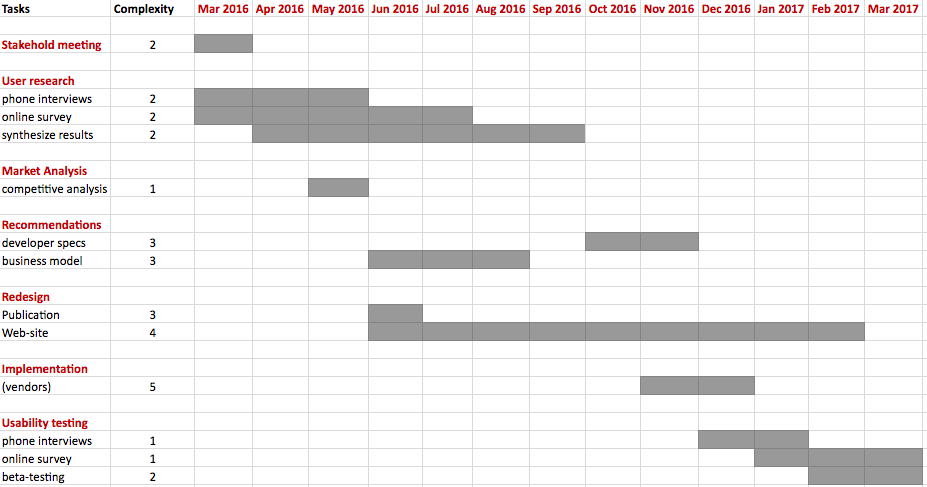 Tasks Complexity Mar 2016 Apr 2016 May 2016 Jun 2016 Jul 2016 Aug 2016 Sep 2016 Oct 2016 Nov 2016 Dec 2016 Jan 2017 Feb 2017 Mar 2017
Stakehold meeting 2
User research
phone interviews 2
online survey 2
synthesize results 2
Market Analysis
competitive analysis 1
Recommendations
developer specs 3
business model 3
Redesign
Publication 3
Web-site 4
Implementation
(vendors) 5
Usability testing
phone interviews 1
online survey 1
beta-testing 2